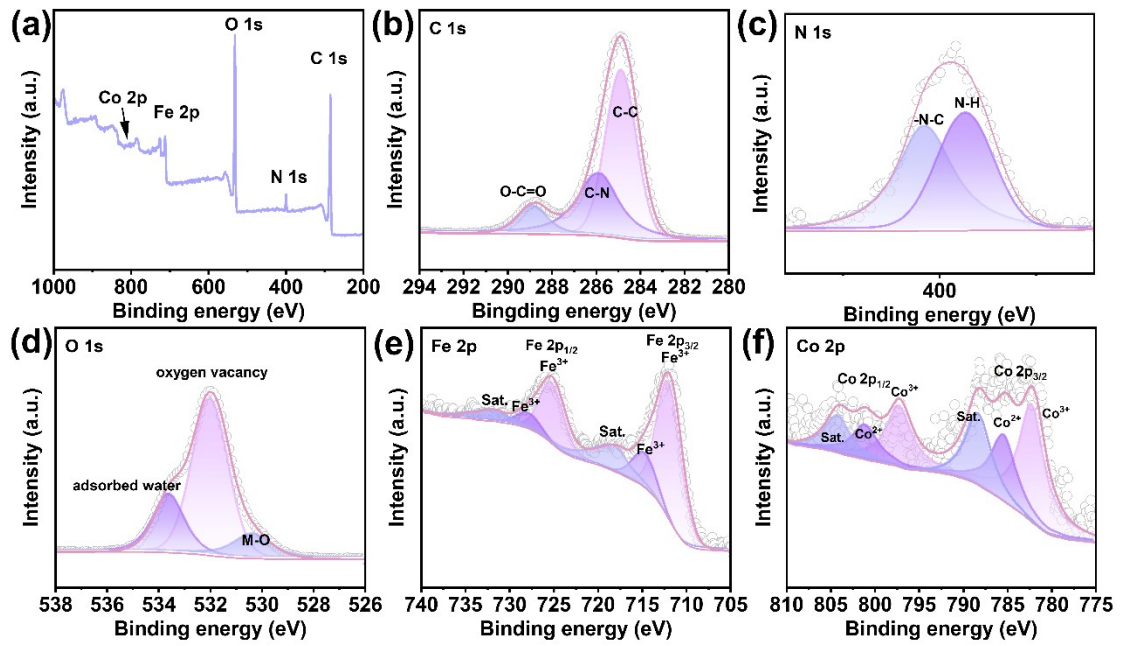 (a)
O 1s
C 1s
Co 2p
Fe 2p
N 1s
Intensity (a.u.)
1000 800 600 400 200
Binding energy (eV)
(b)
C 1s
C-C
O-C=O
C-N
Intensity (a.u.)
294 292 290 288 286 284 282 280
Bingding energy (eV)
(c)
N 1s
N-H
-N-C
Intensity (a.u.)
400
Binding energy (eV)
(d)
O 1s
oxygen vacancy
adsorbed water
M-O
Intensity (a.u.)
538 536 534 532 530 528 526
Binding energy (eV)
(e)
Fe 2p
Fe 2p1/2
Fe3+
Fe 2p3/2
Fe3+
Sat.
Fe3+
Sat.
Fe3+
Intensity (a.u.)
740 735 730 725 720 715 710 705
Binding energy (eV)
(f)
Co 2p
Co 2p1/2
Co3+
Co 2p3/2
Sat.
Co2+
Sat.
Co2+
Co3+
Intensity (a.u.)
810 805 800 795 790 785 780 775
Binding energy (eV)